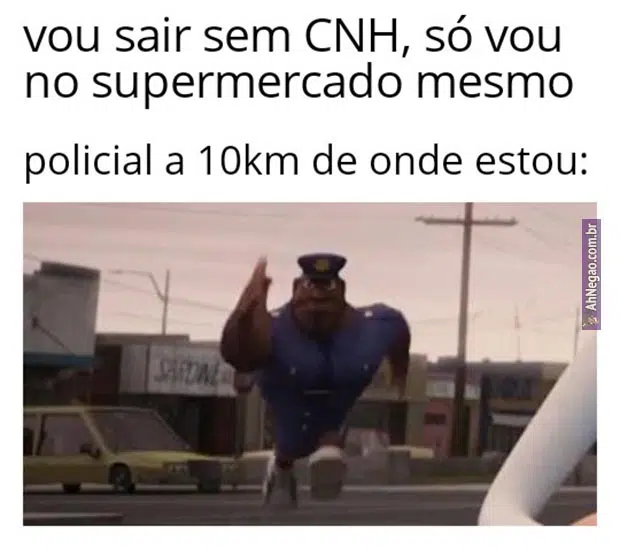 vou sair sem CNH, só vou
no supermercado mesmo
policial a 10km de onde estou:
AhNegao.com.br